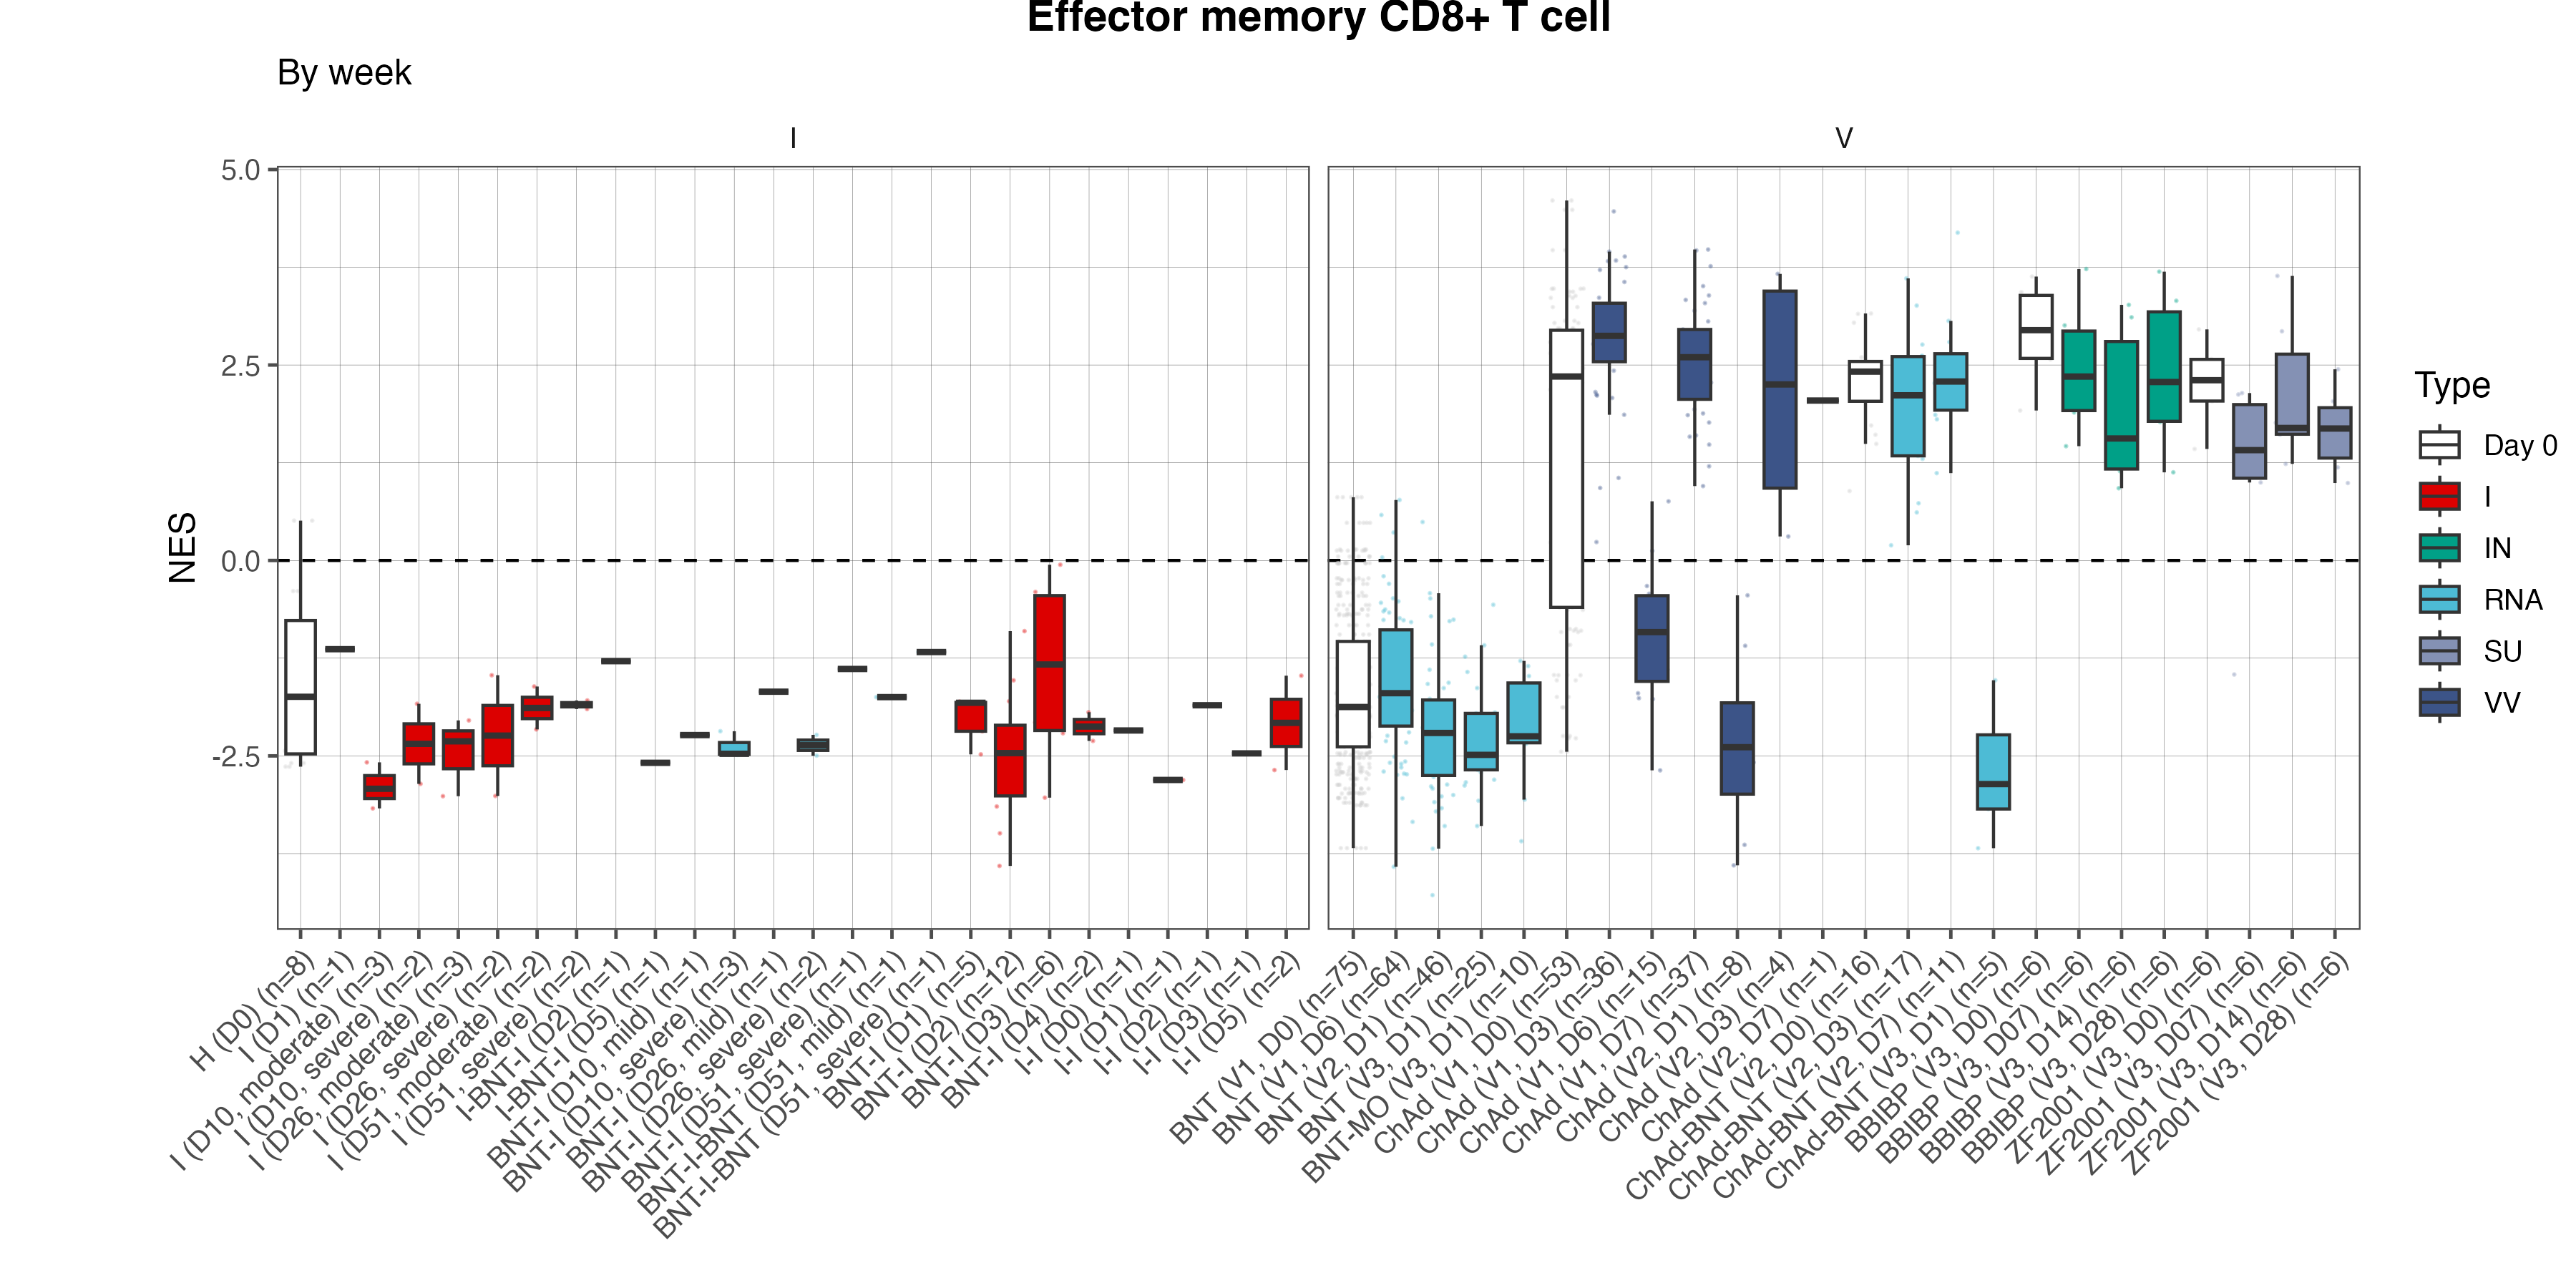 Effector memory CD8+ T cell
By week
I
V
NES
5.0
2.5
0.0
-2.5
H (D0) (n=8)
I (D1) (n=1)
I (D10, moderate) (n=3)
I (D10, severe) (n=2)
I (D26, moderate) (n=3)
I (D26, severe) (n=2)
I (D51, moderate) (n=2)
I (D51, severe) (n=2)
I-BNT-I (D2) (n=1)
I-BNT-I (D5) (n=1)
BNT-I (D10, mild) (n=1)
BNT-I (D10, severe) (n=3)
BNT-I (D26, mild) (n=1)
BNT-I (D26, severe) (n=2)
BNT-I (D51, severe) (n=1)
BNT-I-BNT (D51, mild) (n=1)
BNT-I-BNT (D51, severe) (n=1)
BNT-I (D1) (n=5)
BNT-I (D2) (n=12)
BNT-I (D3) (n=6)
BNT-I (D4) (n=2)
I-I (D0) (n=1)
I-I (D1) (n=1)
I-I (D2) (n=1)
I-I (D3) (n=1)
I-I (D5) (n=2)
BNT (V1, D0) (n=75)
BNT (V1, D6) (n=64)
BNT (V2, D1) (n=46)
BNT (V3, D1) (n=25)
BNT-MO (V3, D1) (n=10)
ChAd (V1, D0) (n=53)
ChAd (V1, D3) (n=36)
ChAd (V1, D6) (n=15)
ChAd (V1, D7) (n=37)
ChAd (V2, D1) (n=8)
ChAd (V2, D3) (n=4)
ChAd (V2, D7) (n=1)
ChAd-BNT (V2, D0) (n=16)
ChAd-BNT (V2, D3) (n=17)
ChAd-BNT (V2, D7) (n=11)
ChAd-BNT (V3, D1) (n=5)
BBIBP (V3, D0) (n=6)
BBIBP (V3, D07) (n=6)
BBIBP (V3, D14) (n=6)
BBIBP (V3, D28) (n=6)
ZF2001 (V3, D0) (n=6)
ZF2001 (V3, D07) (n=6)
ZF2001 (V3, D14) (n=6)
ZF2001 (V3, D28) (n=6)
Type
Day 0
I
IN
RNA
SU
VV